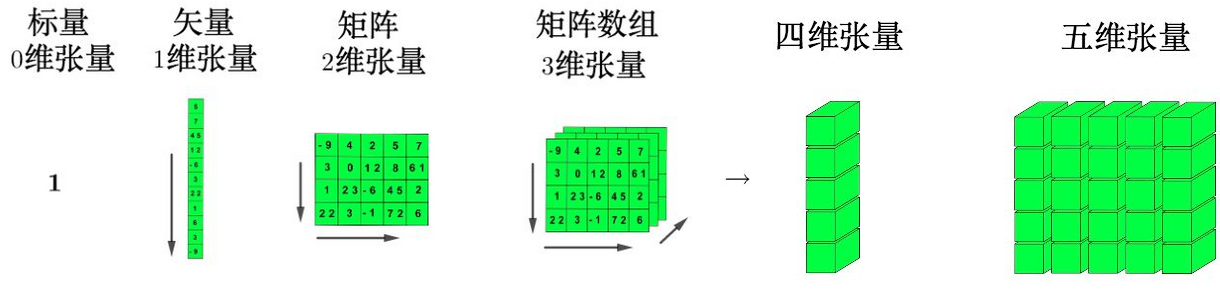 标量
0维张量
矢量
1维张量
矩阵
2维张量
矩阵数组
3维张量
四维张量
五维张量
1
5
7
45
12
-6
3
22
1
6
3
-9
-9 4 2 5 7
3 0 12 8 61
1 23 -6 45 2
22 3 -1 72 6
-9 4 2 5 7
3 0 12 8 61
1 23 -6 45 2
22 3 -1 72 6
→